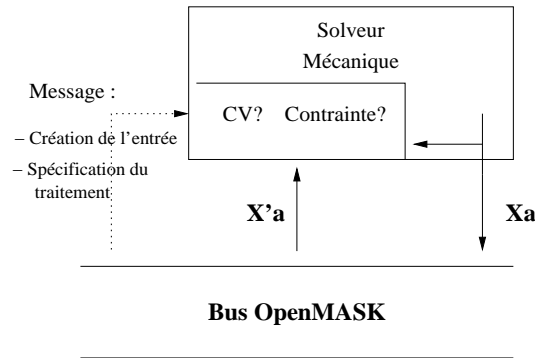 Solveur
Mécanique
Message :
CV? Contrainte?
– Création de l'entrée
– Spécification du
traitement
X'a
Xa
Bus OpenMASK